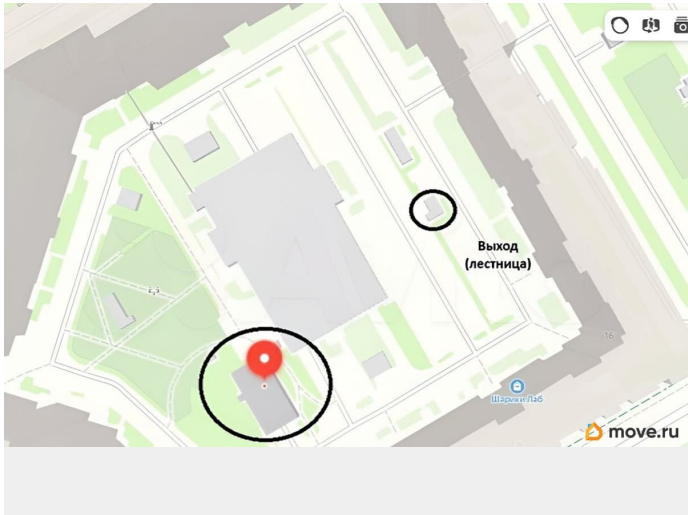 Выход
(лестница)
16
Шарики Лаб
move.ru